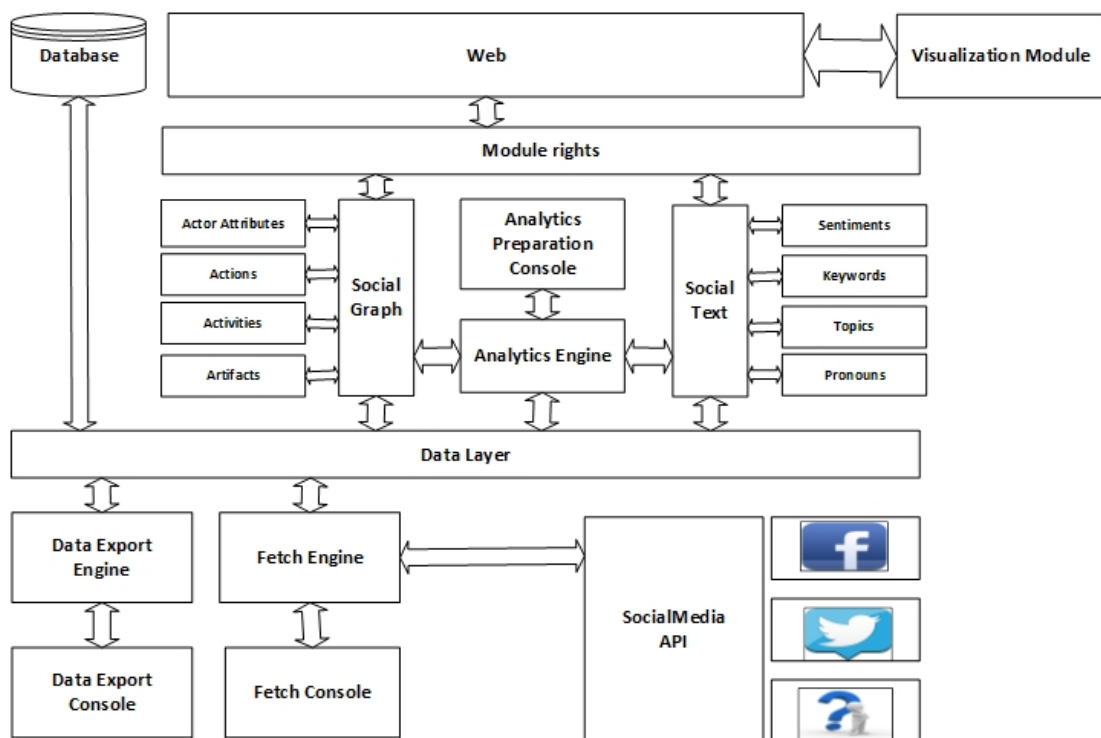 Database
Web
Visualization Module
Module rights
Actor Attributes
Actions
Activities
Artifacts
Social
Graph
Analytics
Preparation
Console
Analytics Engine
Social
Text
Sentiments
Keywords
Topics
Pronouns
Data Layer
Data Export
Engine
Fetch Engine
SocialMedia
API
f
Data Export
Console
Fetch Console
?